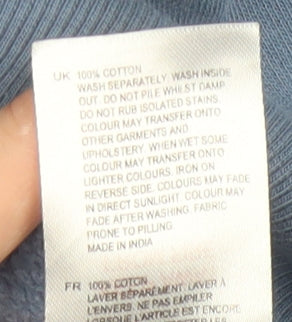 UK 100% COTTON
WASH SEPARATELY. WASH INSIDE
OUT. DO NOT PILE WHILST DAMP.
DO NOT RUB ISOLATED STAINS.
COLOUR MAY TRANSFER ONTO
OTHER GARMENTS AND
UPHOLSTERY. WHEN WET SOME
COLOUR MAY TRANSFER ONTO
LIGHTER COLOURS. IRON ON
REVERSE SIDE. COLOURS MAY FADE
IN DIRECT SUNLIGHT. COLOUR MAY
FADE AFTER WASHING. FABRIC
PRONE TO PILLING.
MADE IN INDIA
FR 100% COTON
LAVER SÉPARÉMENT. LAVER À
L'ENVERS. NE PAS EMPILER
LORSQUE L'ARTICLE EST ENCORE